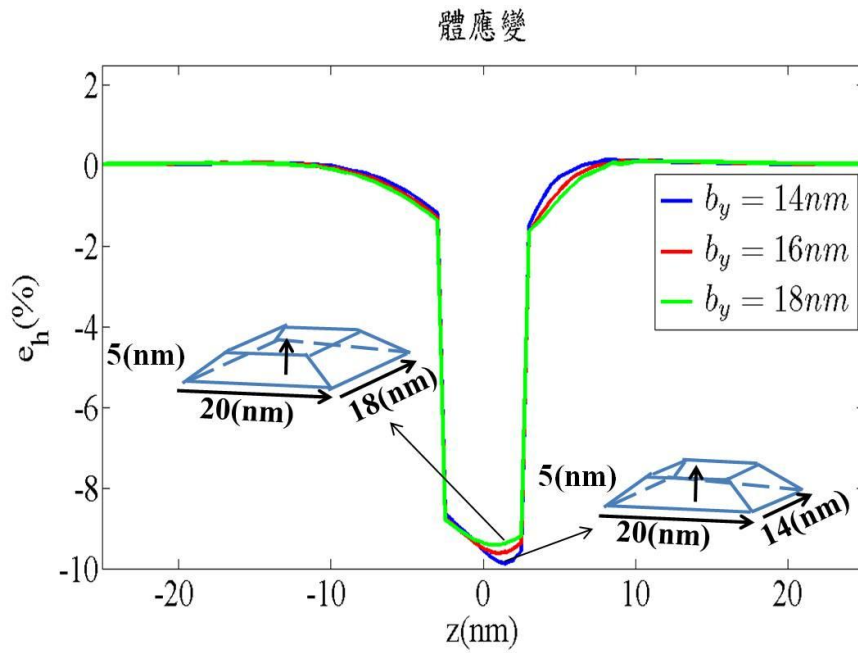 體應變
2
0
-2
-4
-6
-8
-10
e_h(%)
b_y = 14nm
b_y = 16nm
b_y = 18nm
5(nm)
20(nm)
18(nm)
5(nm)
20(nm)
14(nm)
-20
-10
0
10
20
z(nm)